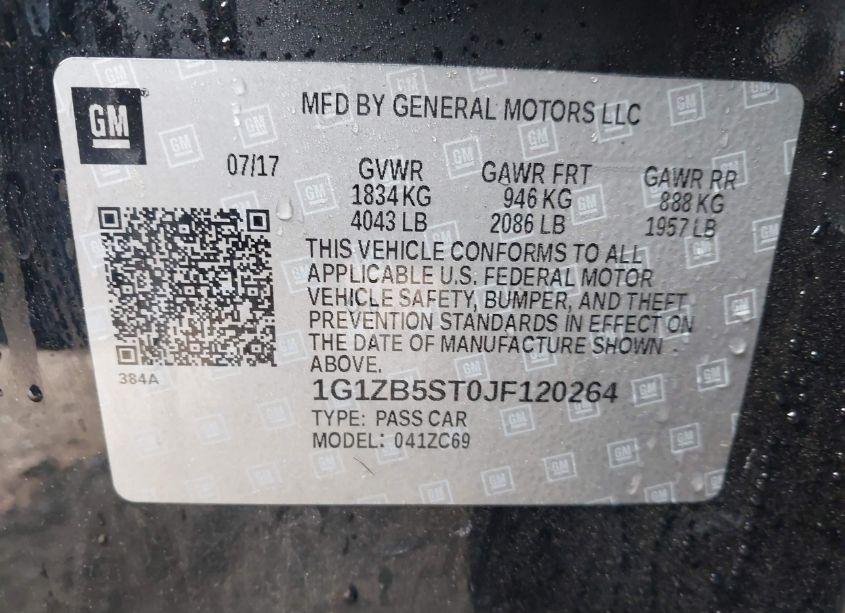 GM
MFD BY GENERAL MOTORS LLC
07/17 GVWR GAWR FRT GAWR RR
1834 KG 946 KG 888 KG
4043 LB 2086 LB 1957 LB
THIS VEHICLE CONFORMS TO ALL
APPLICABLE U.S. FEDERAL MOTOR
VEHICLE SAFETY, BUMPER, AND THEFT
PREVENTION STANDARDS IN EFFECT ON
THE DATE OF MANUFACTURE SHOWN
ABOVE.
384A
1G1ZB5ST0JF120264
TYPE: PASS CAR
MODEL: 041ZC69